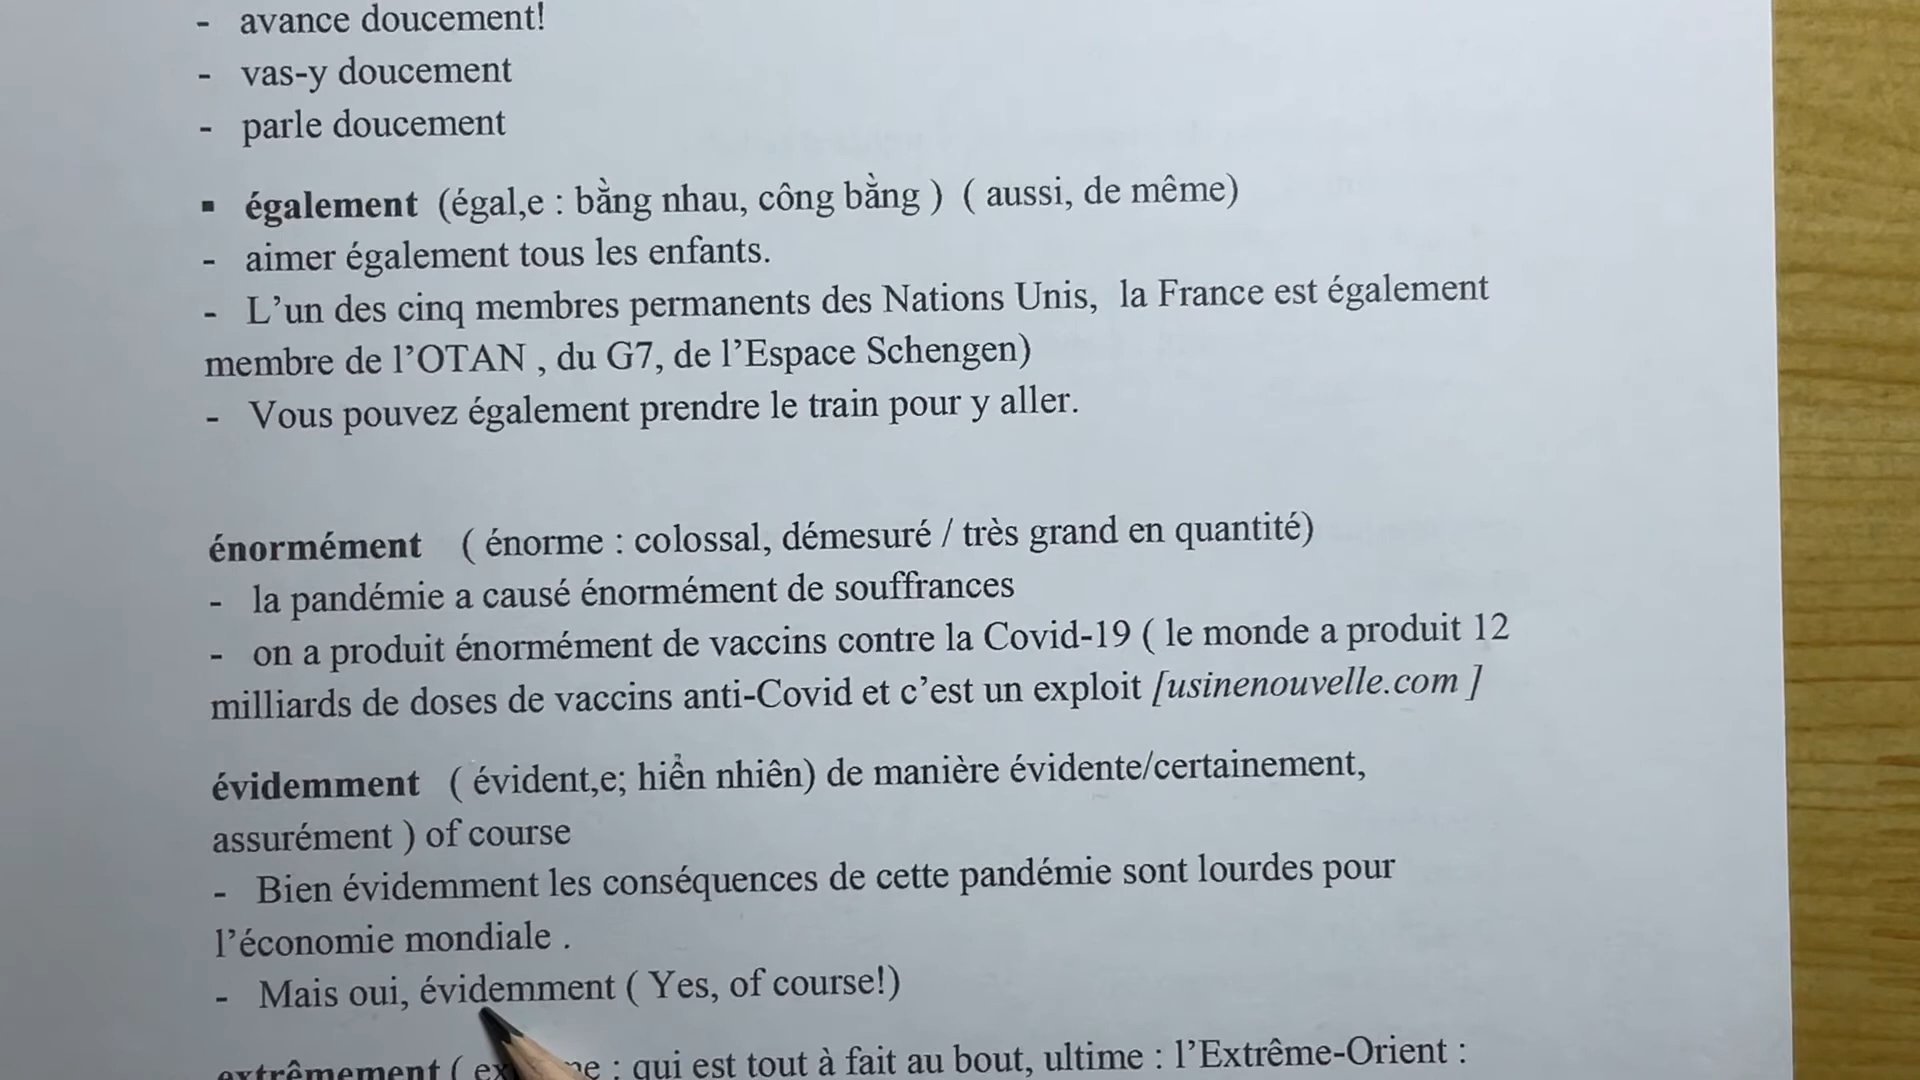 - avance doucement!
- vas-y doucement
- parle doucement
▪ également (égal,e : bằng nhau, công bằng ) ( aussi, de même)
- aimer également tous les enfants.
- L’un des cinq membres permanents des Nations Unis, la France est également
membre de l’OTAN , du G7, de l’Espace Schengen)
- Vous pouvez également prendre le train pour y aller.
énormément ( énorme : colossal, démesuré / très grand en quantité)
- la pandémie a causé énormément de souffrances
- on a produit énormément de vaccins contre la Covid-19 ( le monde a produit 12
milliards de doses de vaccins anti-Covid et c’est un exploit [usinenouvelle.com ]
évidemment ( évident,e; hiển nhiên) de manière évidente/certainement,
assurément ) of course
- Bien évidemment les conséquences de cette pandémie sont lourdes pour
l’économie mondiale .
- Mais oui, évidemment ( Yes, of course!)
extrêmement ( : qui est tout à fait au bout, ultime : l’Extrême-Orient :